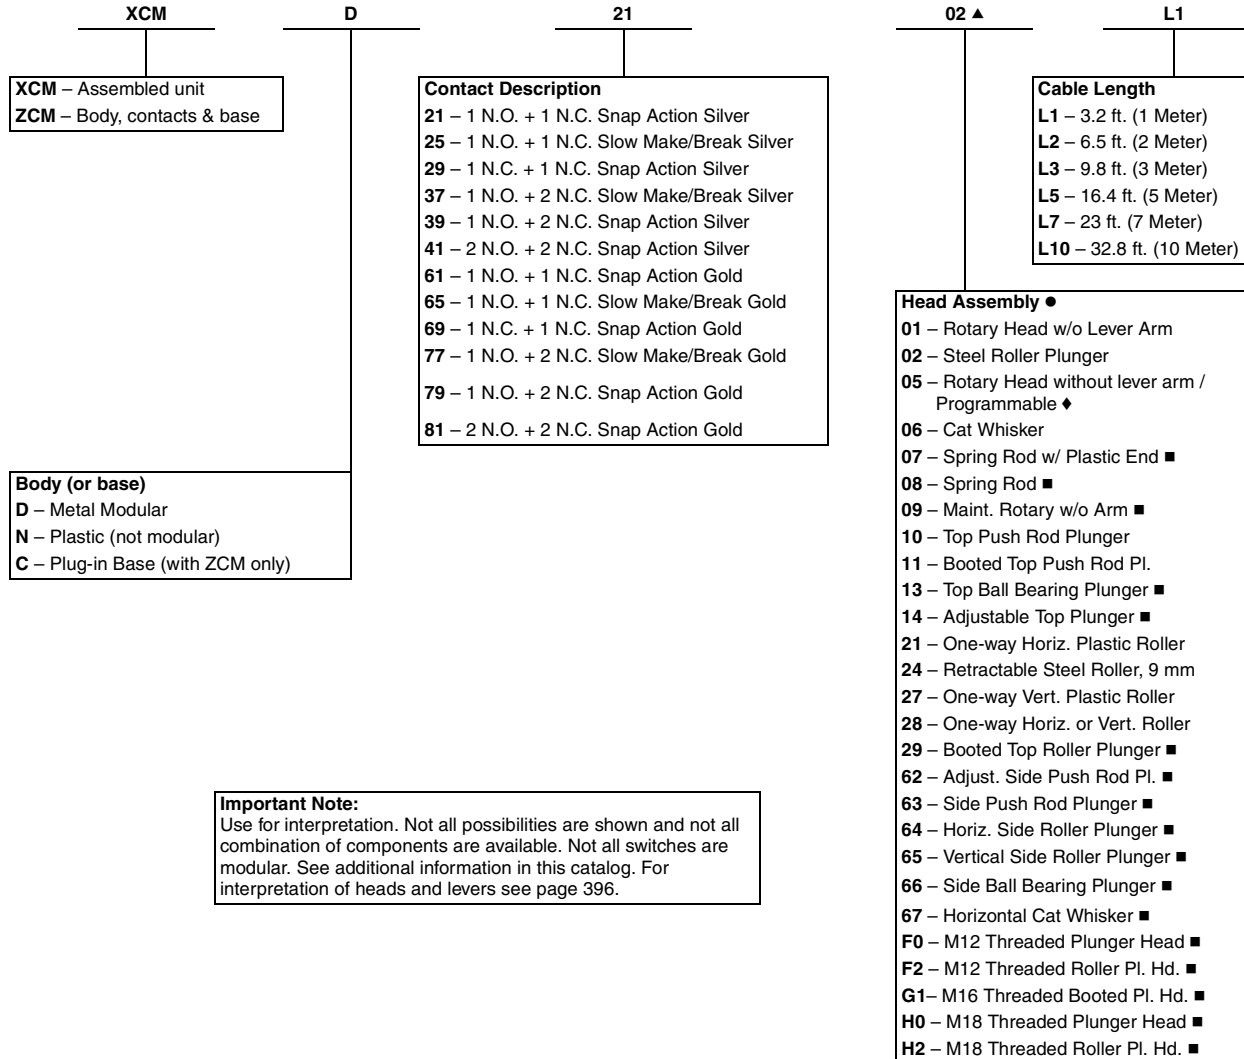 XCM D 21 02 ▲ L1
XCM – Assembled unit
ZCM – Body, contacts & base
Contact Description
21 – 1 N.O. + 1 N.C. Snap Action Silver
25 – 1 N.O. + 1 N.C. Slow Make/Break Silver
29 – 1 N.C. + 1 N.C. Snap Action Silver
37 – 1 N.O. + 2 N.C. Slow Make/Break Silver
39 – 1 N.O. + 2 N.C. Snap Action Silver
41 – 2 N.O. + 2 N.C. Snap Action Silver
61 – 1 N.O. + 1 N.C. Snap Action Gold
65 – 1 N.O. + 1 N.C. Slow Make/Break Gold
69 – 1 N.C. + 1 N.C. Snap Action Gold
77 – 1 N.O. + 2 N.C. Slow Make/Break Gold
79 – 1 N.O. + 2 N.C. Snap Action Gold
81 – 2 N.O. + 2 N.C. Snap Action Gold
Cable Length
L1 – 3.2 ft. (1 Meter)
L2 – 6.5 ft. (2 Meter)
L3 – 9.8 ft. (3 Meter)
L5 – 16.4 ft. (5 Meter)
L7 – 23 ft. (7 Meter)
L10 – 32.8 ft. (10 Meter)
Body (or base)
D – Metal Modular
N – Plastic (not modular)
C – Plug-in Base (with ZCM only)
Head Assembly ●
01 – Rotary Head w/o Lever Arm
02 – Steel Roller Plunger
05 – Rotary Head without lever arm /
Programmable ♦
06 – Cat Whisker
07 – Spring Rod w/ Plastic End ■
08 – Spring Rod ■
09 – Maint. Rotary w/o Arm ■
10 – Top Push Rod Plunger
11 – Booted Top Push Rod Pl.
13 – Top Ball Bearing Plunger ■
14 – Adjustable Top Plunger ■
21 – One-way Horiz. Plastic Roller
24 – Retractable Steel Roller, 9 mm
27 – One-way Vert. Plastic Roller
28 – One-way Horiz. or Vert. Roller
29 – Booted Top Roller Plunger ■
62 – Adjust. Side Push Rod Pl. ■
63 – Side Push Rod Plunger ■
64 – Horiz. Side Roller Plunger ■
65 – Vertical Side Roller Plunger ■
66 – Side Ball Bearing Plunger ■
67 – Horizontal Cat Whisker ■
F0 – M12 Threaded Plunger Head ■
F2 – M12 Threaded Roller Pl. Hd. ■
G1– M16 Threaded Booted Pl. Hd. ■
H0 – M18 Threaded Plunger Head ■
H2 – M18 Threaded Roller Pl. Hd. ■
Important Note:
Use for interpretation. Not all possibilities are shown and not all
combination of components are available. Not all switches are
modular. See additional information in this catalog. For
interpretation of heads and levers see page 396.